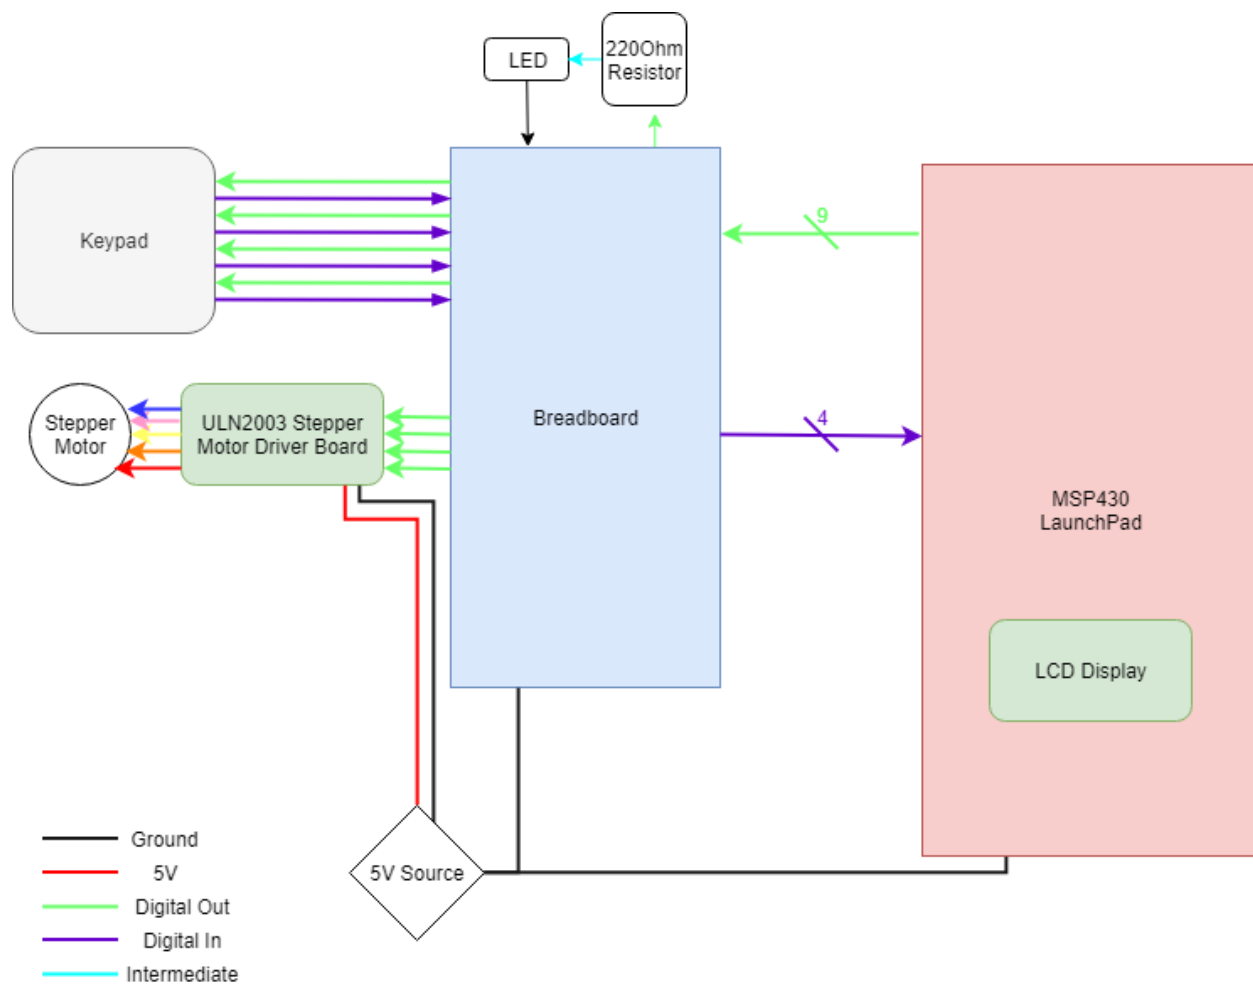 LED
220Ohm
Resistor
Keypad
9
Stepper
Motor
ULN2003 Stepper
Motor Driver Board
Breadboard
4
MSP430
LaunchPad
LCD Display
5V Source
Ground
5V
Digital Out
Digital In
Intermediate